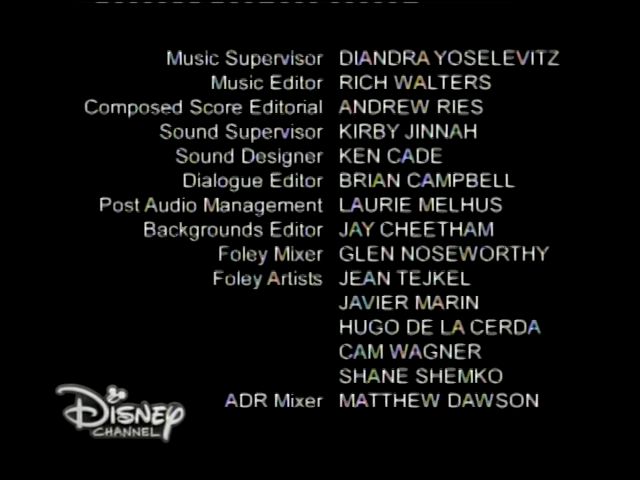 Music Supervisor DIANDRA YOSELEVITZ
Music Editor RICH WALTERS
Composed Score Editorial ANDREW RIES
Sound Supervisor KIRBY JINNAH
Sound Designer KEN CADE
Dialogue Editor BRIAN CAMPBELL
Post Audio Management LAURIE MELHUS
Backgrounds Editor JAY CHEETHAM
Foley Mixer GLEN NOSEWORTHY
Foley Artists JEAN TEJKEL
JAVIER MARIN
HUGO DE LA CERDA
CAM WAGNER
SHANE SHEMKO
ADR Mixer MATTHEW DAWSON
DISNEY
CHANNEL